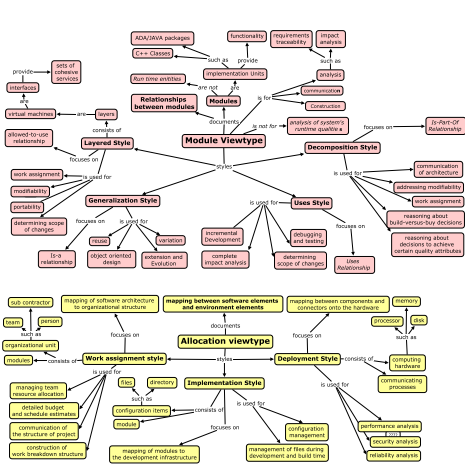 ADA/JAVA packages
C++ Classes
functionality
requirements
traceability
impact
analysis
such as
provide
such as
provide
sets of
cohesive
services
interfaces
are
virtual machines
are
layers
Run time entities
implementation Units
are not
are
analysis
communication
Construction
is for
Relationships
between modules
Modules
documents
consists of
allowed-to-use
relationship
Layered Style
focuses on
Module Viewtype
is not for
analysis of system's
runtime qualities
focuses on
Is-Part-Of
Relationship
Decomposition Style
styles
work assignment
is used for
modifiability
portability
determining scope
of changes
is used for
communication
of architecture
addressing modifiability
work assignment
reasoning about
build-versus-buy decisions
reasoning about
decisions to achieve
certain quality attributes
Generalization Style
focuses on
is used for
Is-a
relationship
reuse
object oriented
design
variation
extension and
Evolution
Uses Style
is used for
focuses on
incremental
Development
complete
impact analysis
debugging
and testing
determining
scope of changes
Uses
Relationship
sub contractor
team
person
such as
organizational unit
modules
consists of
mapping of software architecture
to organizational structure
focuses on
mapping between software elements
and environment elements
documents
mapping between components and
connectors onto the hardware
focuses on
memory
processor
disk
such as
Allocation viewtype
styles
Work assignment style
Deployment Style
consists of
computing
hardware
communicating
processes
is used for
managing team
resource allocation
detailed budget
and schedule estimates
communication of
the structure of project
construction of
work breakdown structure
files
directory
such as
configuration items
module
consists of
Implementation Style
is used for
focuses on
mapping of modules to
the development infrastructure
configuration
management
management of files during
development and build time
is used for
performance analysis
security analysis
reliability analysis